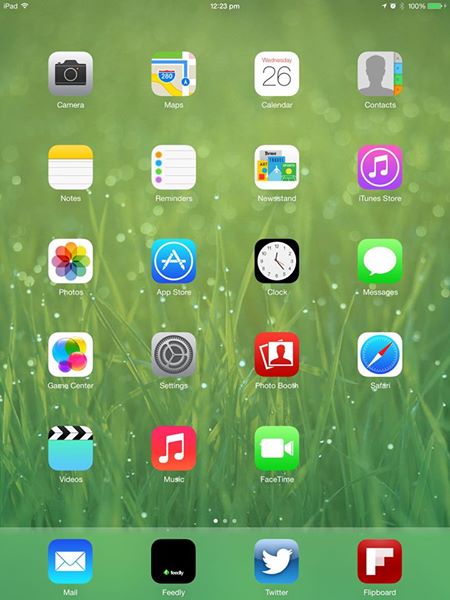 iPad 12:23 pm 100%
Wednesday
26
280
Camera Maps Calendar Contacts
Notes Reminders Newsstand iTunes Store
Photos App Store Clock Messages
Game Center Settings Photo Booth Safari
Videos Music FaceTime
feedly
Mail Feedly Twitter Flipboard